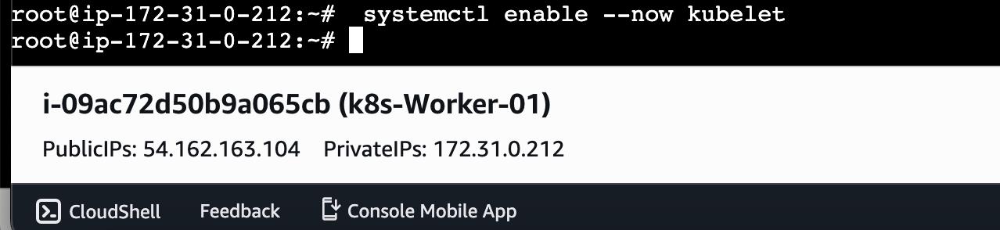 root@ip-172-31-0-212:~#  systemctl enable --now kubelet
root@ip-172-31-0-212:~#
i-09ac72d50b9a065cb (k8s-Worker-01)
PublicIPs: 54.162.163.104 PrivateIPs: 172.31.0.212
CloudShell Feedback Console Mobile App